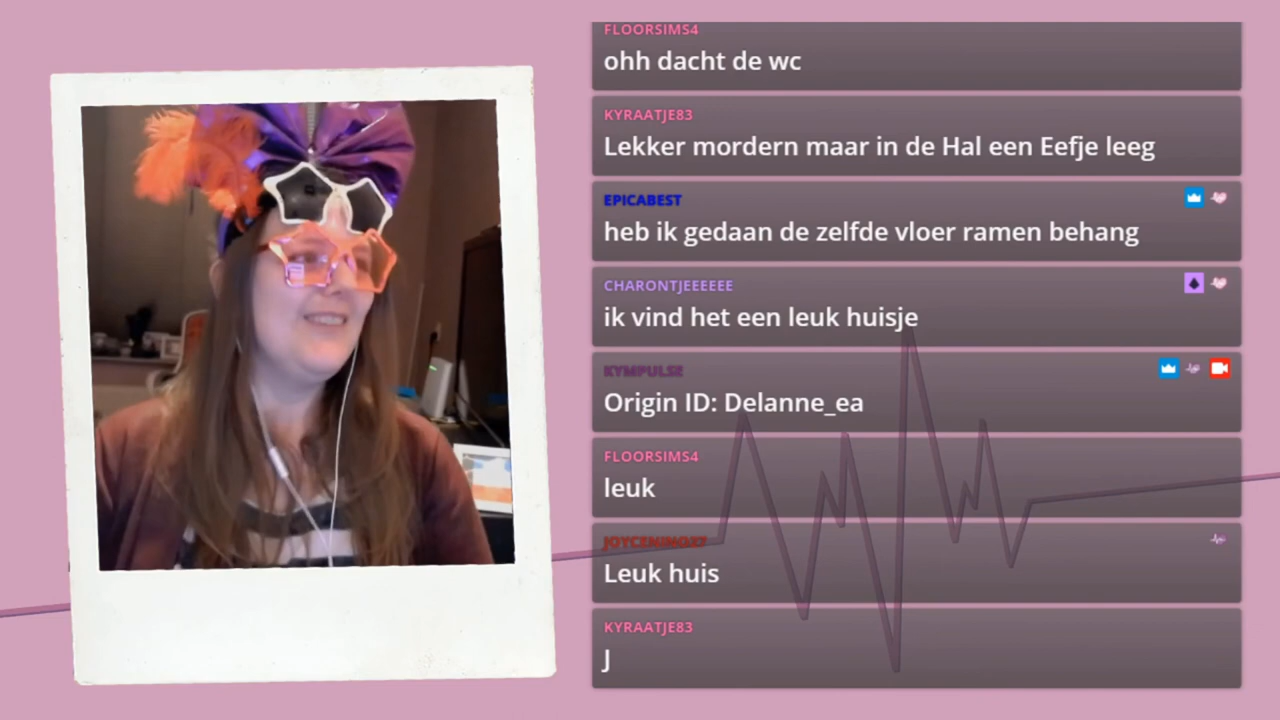 FLOORSIMS4
ohh dacht de wc
KYRAATJE83
Lekker mordern maar in de Hal een Eefje leeg
EPICABEST
heb ik gedaan de zelfde vloer ramen behang
CHARONTJEEEEEE
ik vind het een leuk huisje
KYMPULSE
Origin ID: Delanne_ea
FLOORSIMS4
leuk
JOYCENINO27
Leuk huis
KYRAATJE83
J